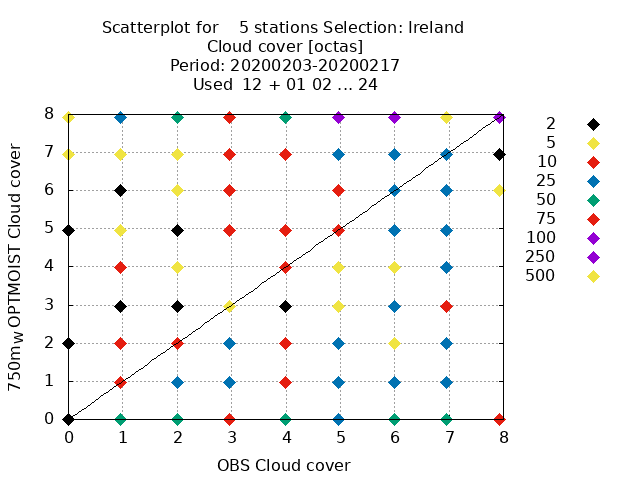 Scatterplot for 5 stations Selection: Ireland
Cloud cover [octas]
Period: 20200203-20200217
Used 12 + 01 02 ... 24
750mW OPTMOIST Cloud cover
8
7
6
5
4
3
2
1
0
0 1 2 3 4 5 6 7 8
OBS Cloud cover
2
5
10
25
50
75
100
250
500